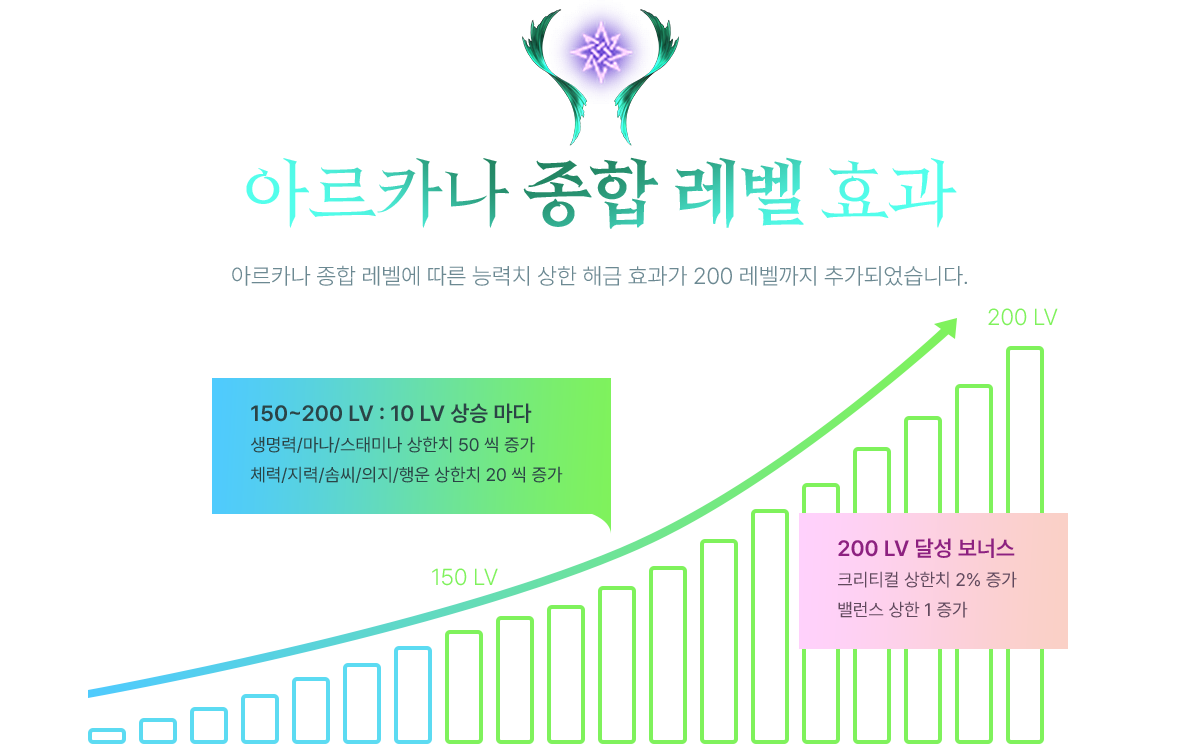 아르카나 종합 레벨 효과
아르카나 종합 레벨에 따른 능력치 상한 해금 효과가 200 레벨까지 추가되었습니다.
200 LV
150~200 LV : 10 LV 상승 마다
생명력/마나/스태미나 상한치 50 씩 증가
체력/지력/솜씨/의지/행운 상한치 20 씩 증가
200 LV 달성 보너스
크리티컬 상한치 2% 증가
밸런스 상한 1 증가
150 LV